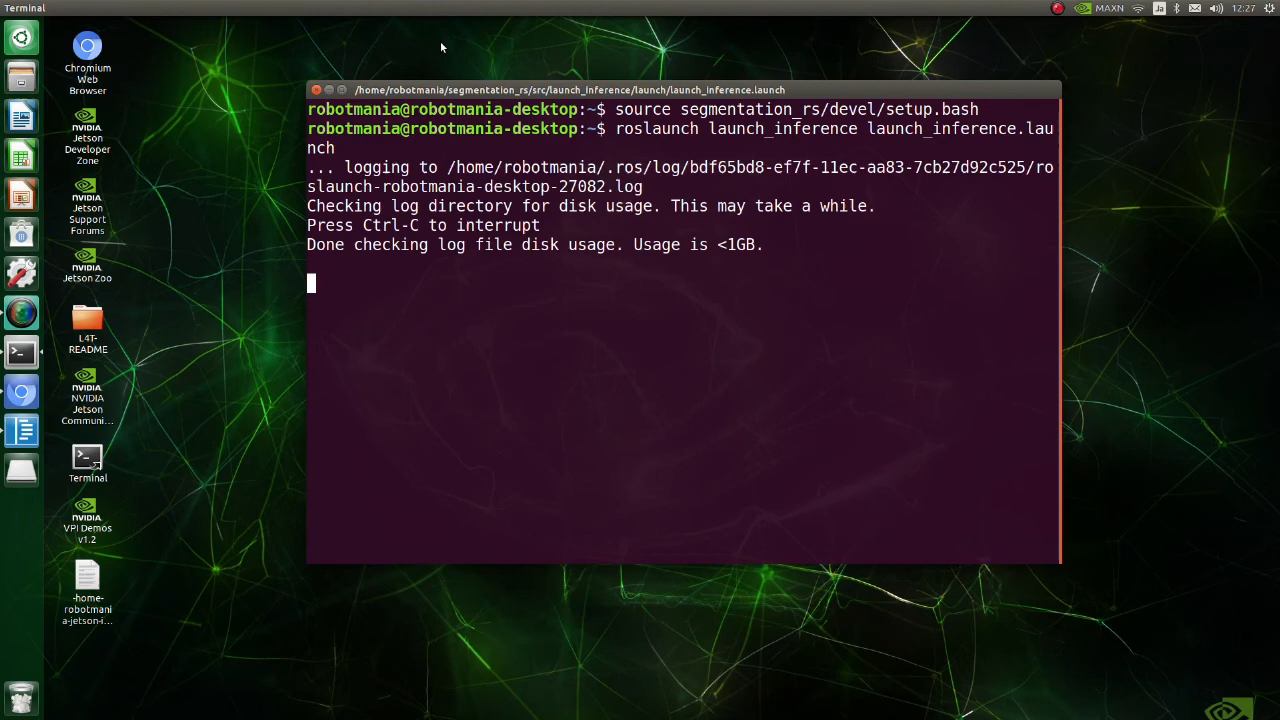 Terminal
MAXN
Ja
12:27
Chromium
Web
Browser
NVIDIA.
NVIDIA
Jetson
Developer
Zone
NVIDIA.
Jetson
Support
Forums
NVIDIA.
Jetson Zoo
L4T-
README
NVIDIA.
NVIDIA
Jetson
Communi...
Terminal
NVIDIA.
VPI Demos
v1.2
-home-
robotmani
a-jetson-i...
/home/robotmania/segmentation_rs/src/launch_inference/launch/launch_inference.launch
robotmania@robotmania-desktop:~$ source segmentation_rs/devel/setup.bash
robotmania@robotmania-desktop:~$ roslaunch launch_inference launch_inference.lau
nch
... logging to /home/robotmania/.ros/log/bdf65bd8-ef7f-11ec-aa83-7cb27d92c525/ro
slaunch-robotmania-desktop-27082.log
Checking log directory for disk usage. This may take a while.
Press Ctrl-C to interrupt
Done checking log file disk usage. Usage is <1GB.